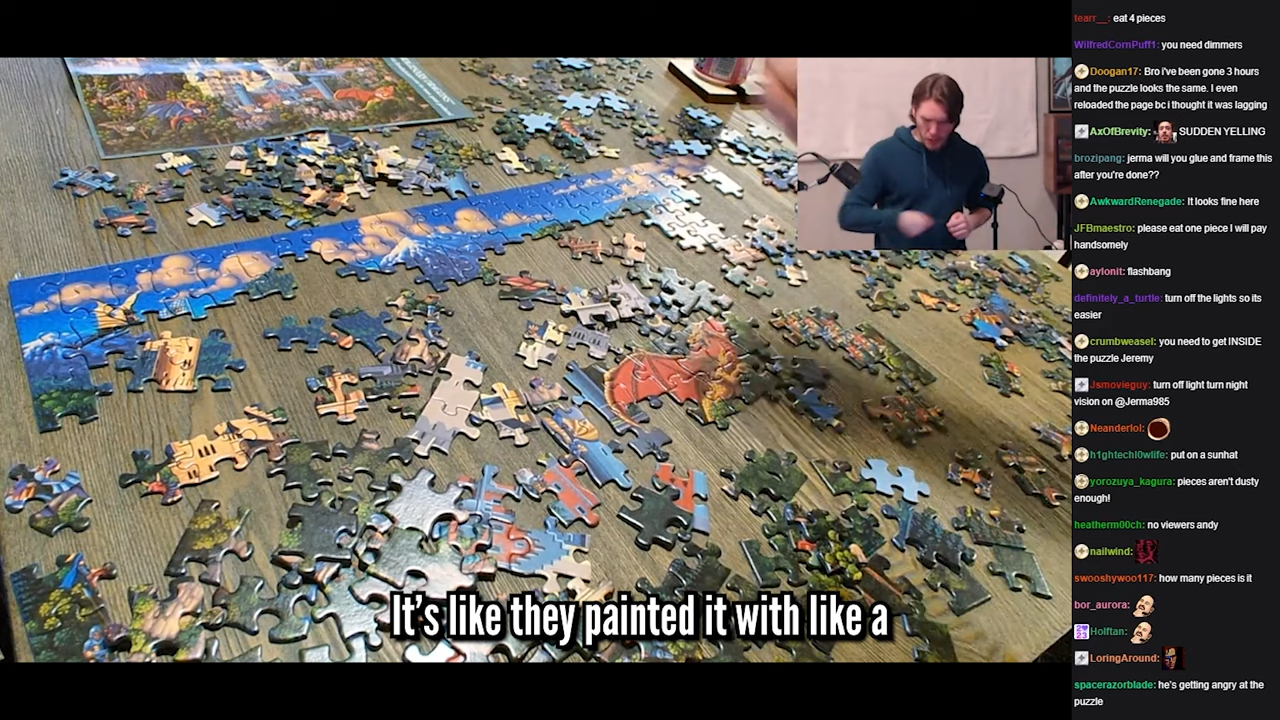 tearr__: eat 4 pieces
WilfredCornPuff1: you need dimmers
Doogan17: Bro i've been gone 3 hours
and the puzzle looks the same. I even
reloaded the page bc i thought it was lagging
AxOfBrevity: SUDDEN YELLING
brozipang: jerma will you glue and frame this
after you're done??
AwkwardRenegade: It looks fine here
JFBmaestro: please eat one piece I will pay
handsomely
aylonit: flashbang
definitely_a_turtle: turn off the lights so its
easier
crumbweasel: you need to get INSIDE
the puzzle Jeremy
Jsmovieguy: turn off light turn night
vision on @Jerma985
Neanderlol:
h1ghtechl0wlife: put on a sunhat
yorozuya_kagura: pieces aren't dusty
enough!
heatherm00ch: no viewers andy
nailwind:
swooshywoo117: how many pieces is it
bor_aurora:
Holftan:
LoringAround:
spacerazorblade: he's getting angry at the
puzzle
It's like they painted it with like a